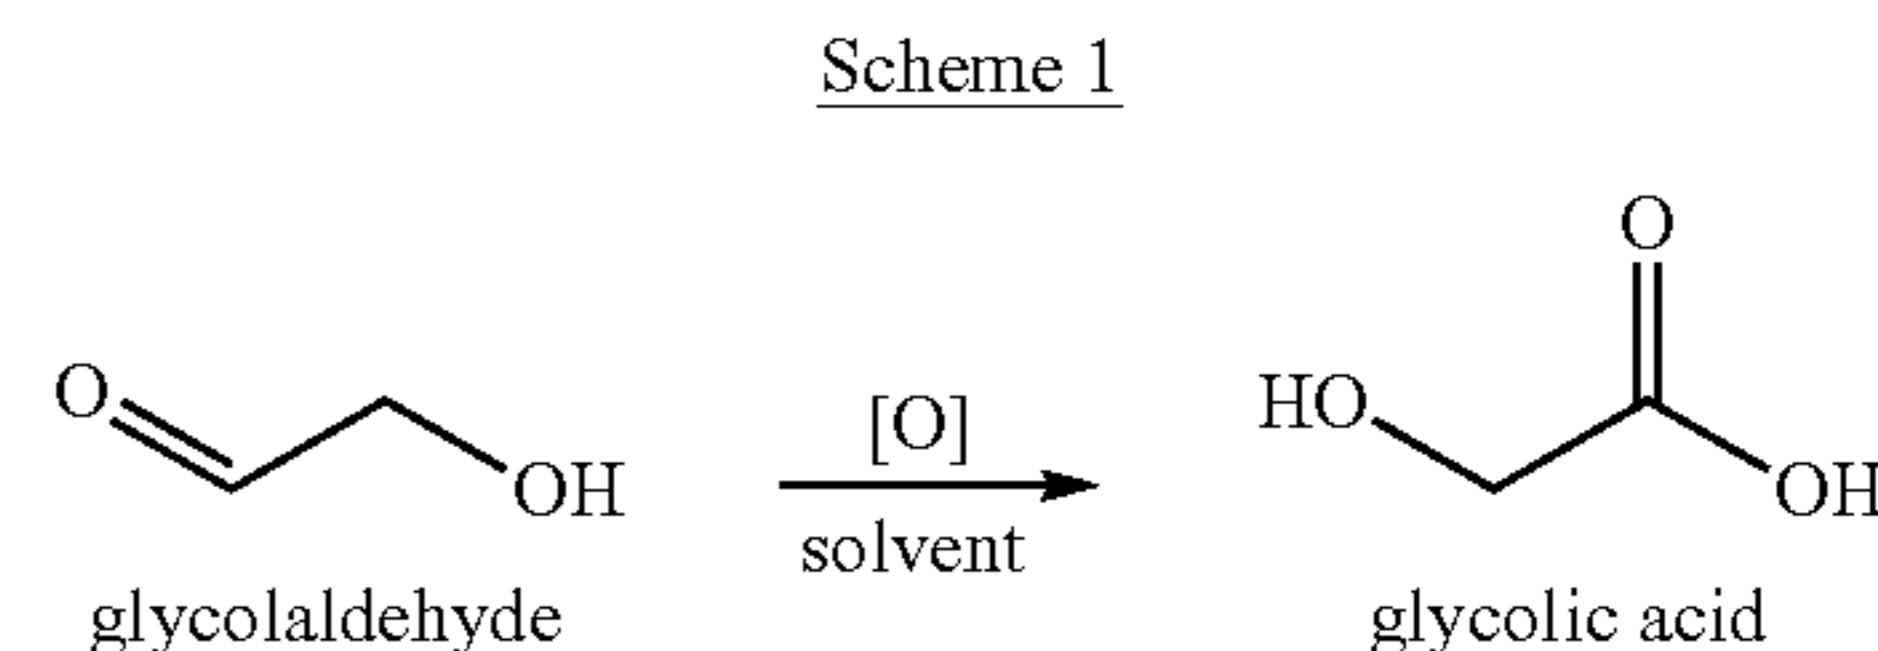 Scheme 1
O
O
HO
[O]
OH
OH
solvent
glycolaldehyde
glycolic acid